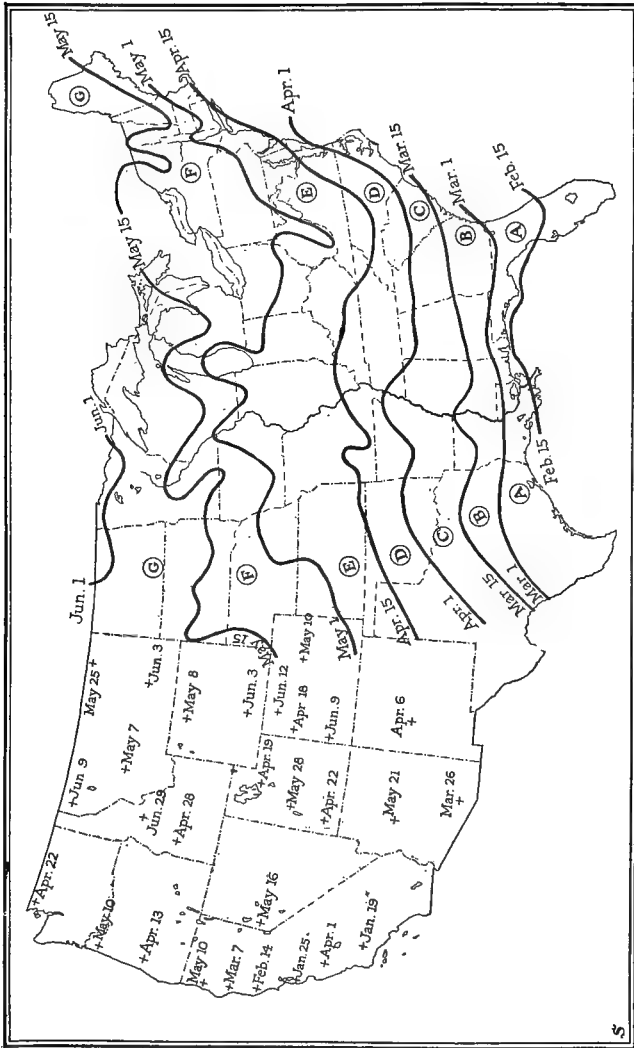 Apr. 22
May 10
Apr. 13
Jun 9
May 25
May 7
Jun. 3
Jun. 29
Apr. 28
May 8
Jun. 3
May 10
Mar. 7
Feb. 14
Jan. 25
Apr. 1
Jan. 19
May 16
Apr. 19
May 28
Apr. 22
Jun. 12
Apr 18
May 10
Jun. 9
May 21
Mar. 26
Apr. 6
Jun. 1
Jun. 1
May 15
May 15
May 15
May 1
Apr. 15
Apr. 1
Mar. 15
Mar. 1
Feb. 15
May 15
May
Apr. 15
Apr. 1
Mar. 15
Mar. 1
Feb. 15
G
F
E
D
C
B
A
G
F
E
D
C
B
A